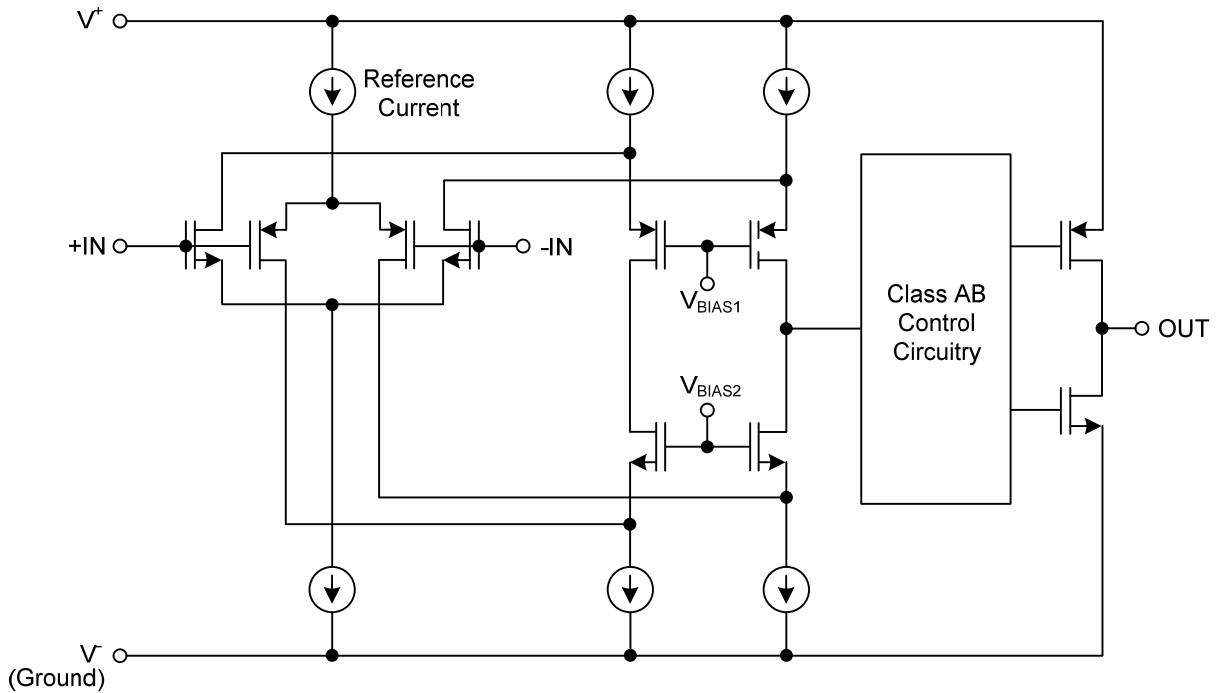 V+
Reference
Current
+IN
-IN
VBIAS1
Class AB
Control
Circuitry
OUT
VBIAS2
V-
(Ground)